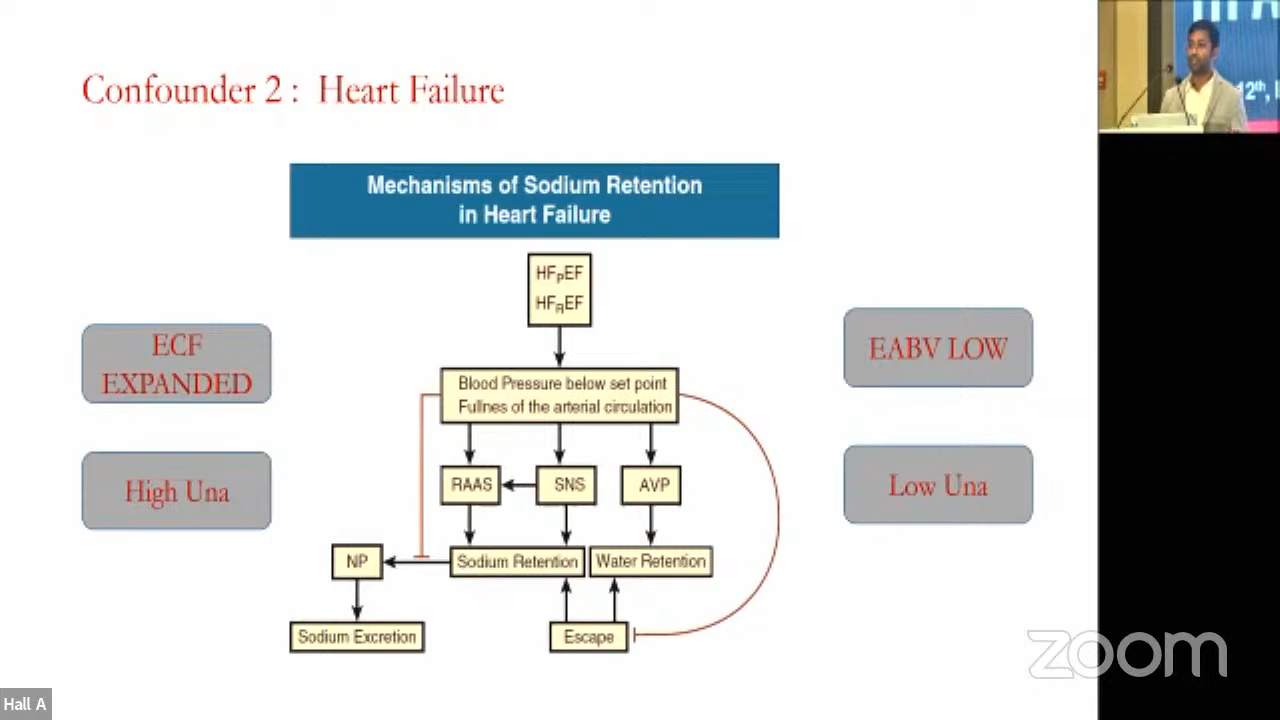 Confounder 2 : Heart Failure
Mechanisms of Sodium Retention
in Heart Failure
HFPEF
HFREF
ECF
EXPANDED
EABV LOW
Blood Pressure below set point
Fullnes of the arterial circulation
RAAS
SNS
AVP
High Una
Low Una
NP
Sodium Retention
Water Retention
Sodium Excretion
Escape
zoom
Hall A
12th,